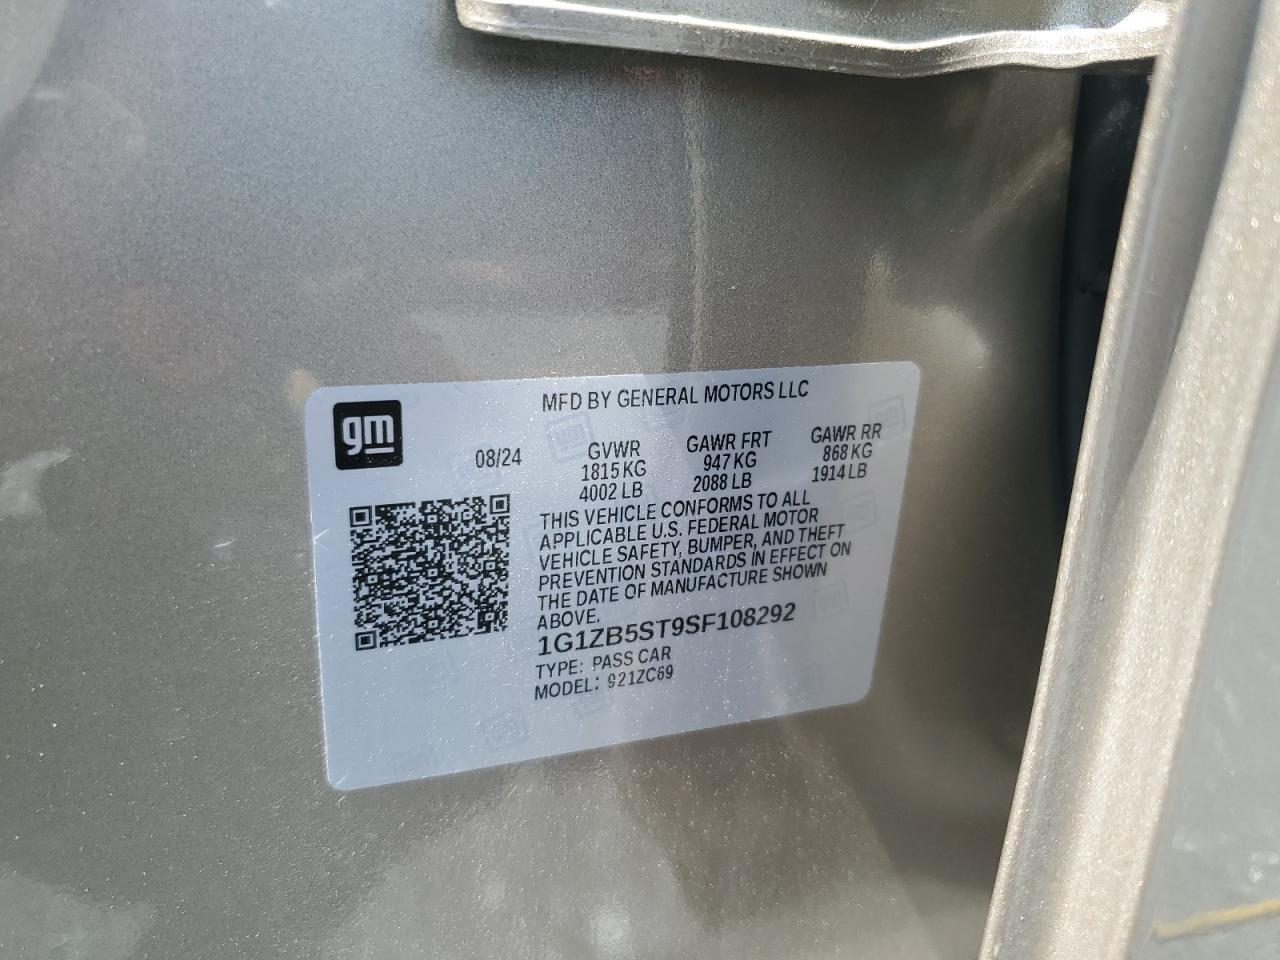 gm
MFD BY GENERAL MOTORS LLC
08/24
GVWR GAWR FRT GAWR RR
1815 KG 947 KG 868 KG
4002 LB 2088 LB 1914 LB
THIS VEHICLE CONFORMS TO ALL
APPLICABLE U.S. FEDERAL MOTOR
VEHICLE SAFETY, BUMPER, AND THEFT
PREVENTION STANDARDS IN EFFECT ON
THE DATE OF MANUFACTURE SHOWN
ABOVE.
1G1ZB5ST9SF108292
TYPE: PASS CAR
MODEL: 921ZC69